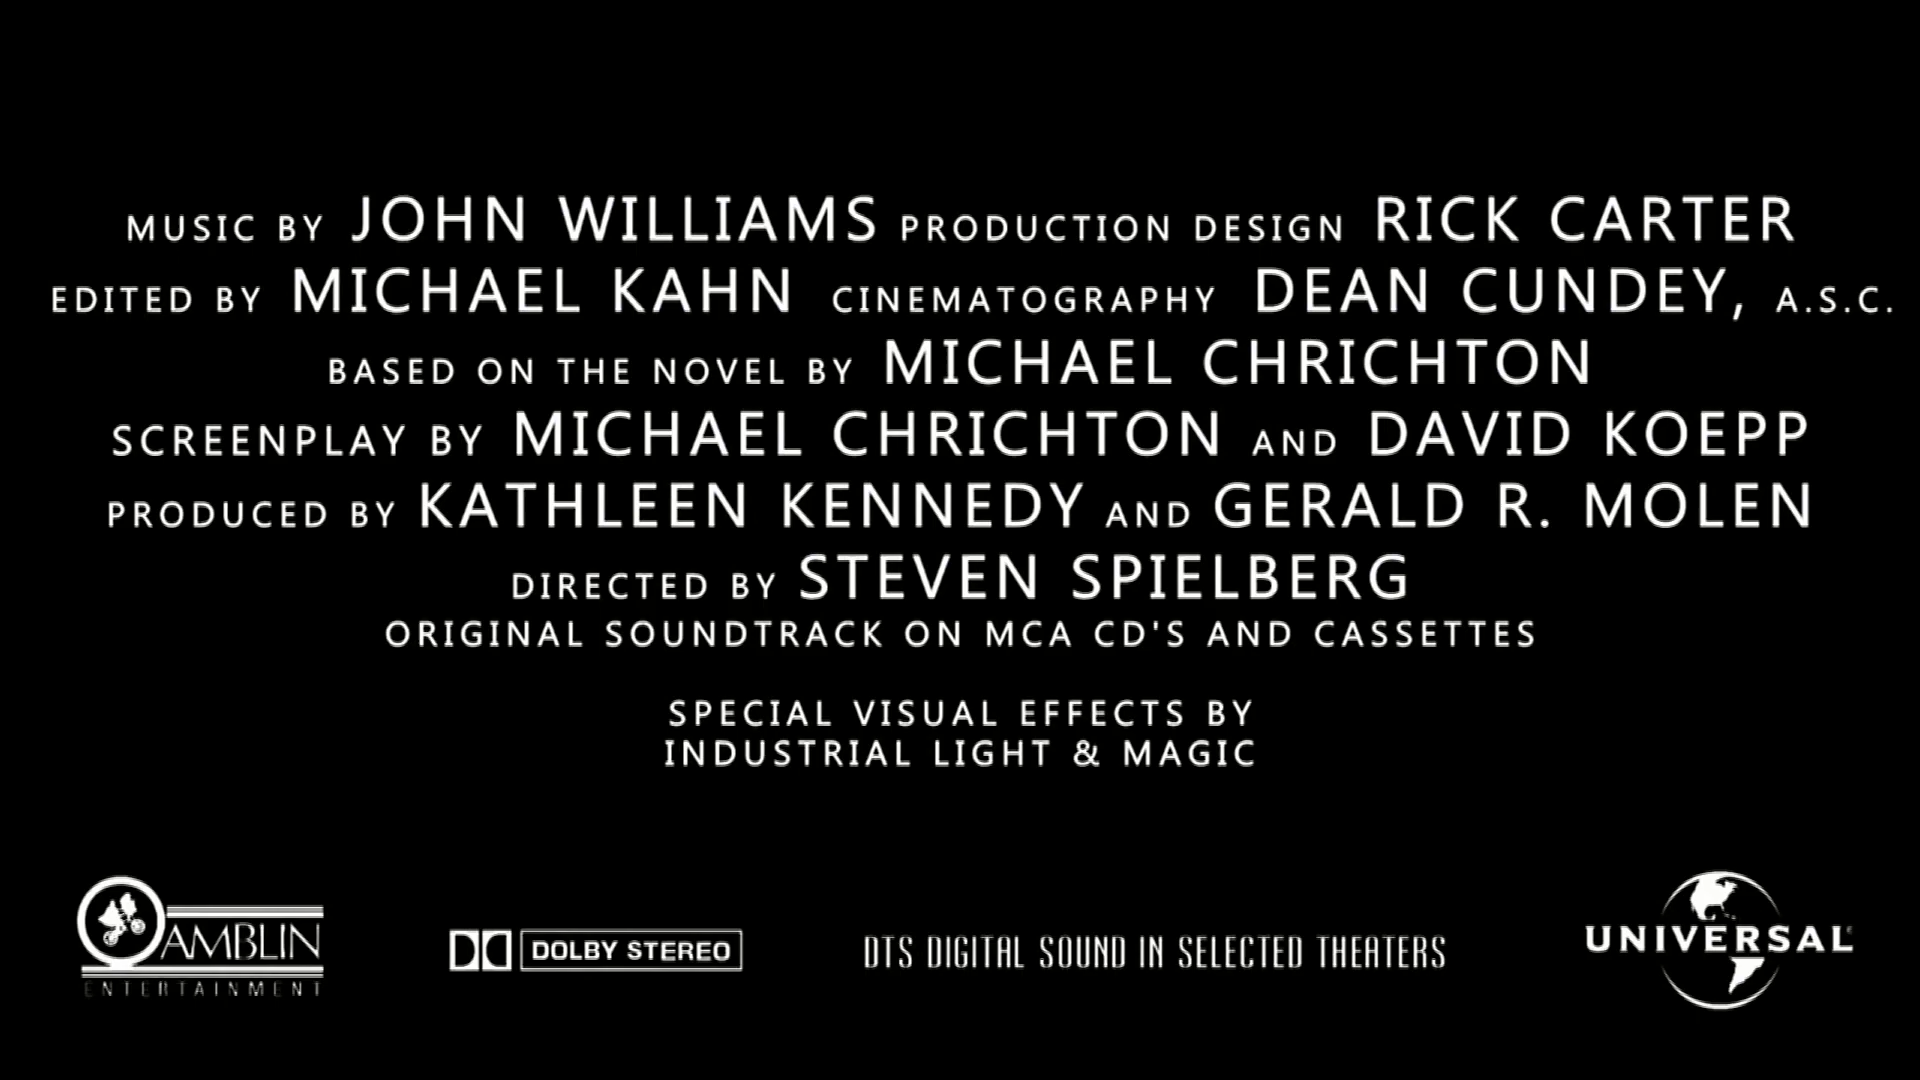 MUSIC BY JOHN WILLIAMS PRODUCTION DESIGN RICK CARTER
EDITED BY MICHAEL KAHN CINEMATOGRAPHY DEAN CUNDEY, A.S.C.
BASED ON THE NOVEL BY MICHAEL CHRICHTON
SCREENPLAY BY MICHAEL CHRICHTON AND DAVID KOEPP
PRODUCED BY KATHLEEN KENNEDY AND GERALD R. MOLEN
DIRECTED BY STEVEN SPIELBERG
ORIGINAL SOUNDTRACK ON MCA CD'S AND CASSETTES
SPECIAL VISUAL EFFECTS BY
INDUSTRIAL LIGHT & MAGIC
AMBLIN
ENTERTAINMENT
DOLBY STEREO
DTS DIGITAL SOUND IN SELECTED THEATERS
UNIVERSAL